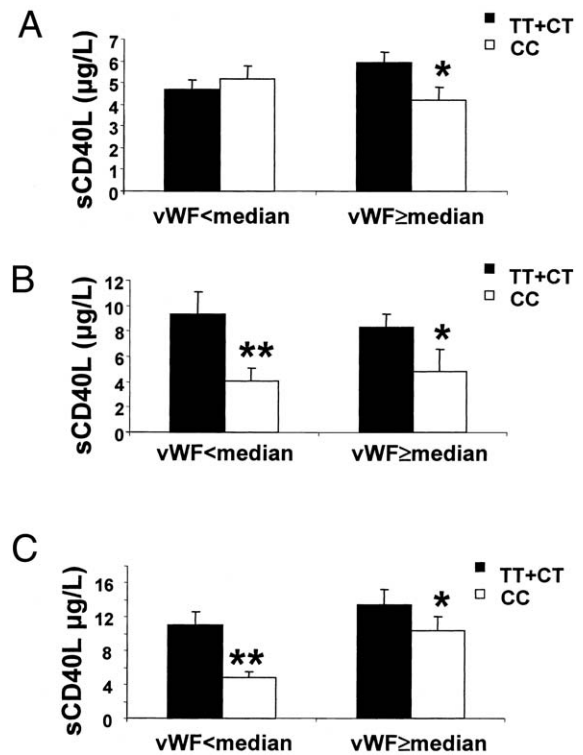 A
TT+CT
CC
sCD40L (µg/L)
7
6
5
4
3
2
1
0
*
vWF<median
vWF≥median
B
TT+CT
CC
sCD40L (µg/L)
12
10
8
6
4
2
0
**
*
vWF<median
vWF≥median
C
TT+CT
CC
sCD40L µg/L)
16
12
8
4
0
**
*
vWF<median
vWF≥median